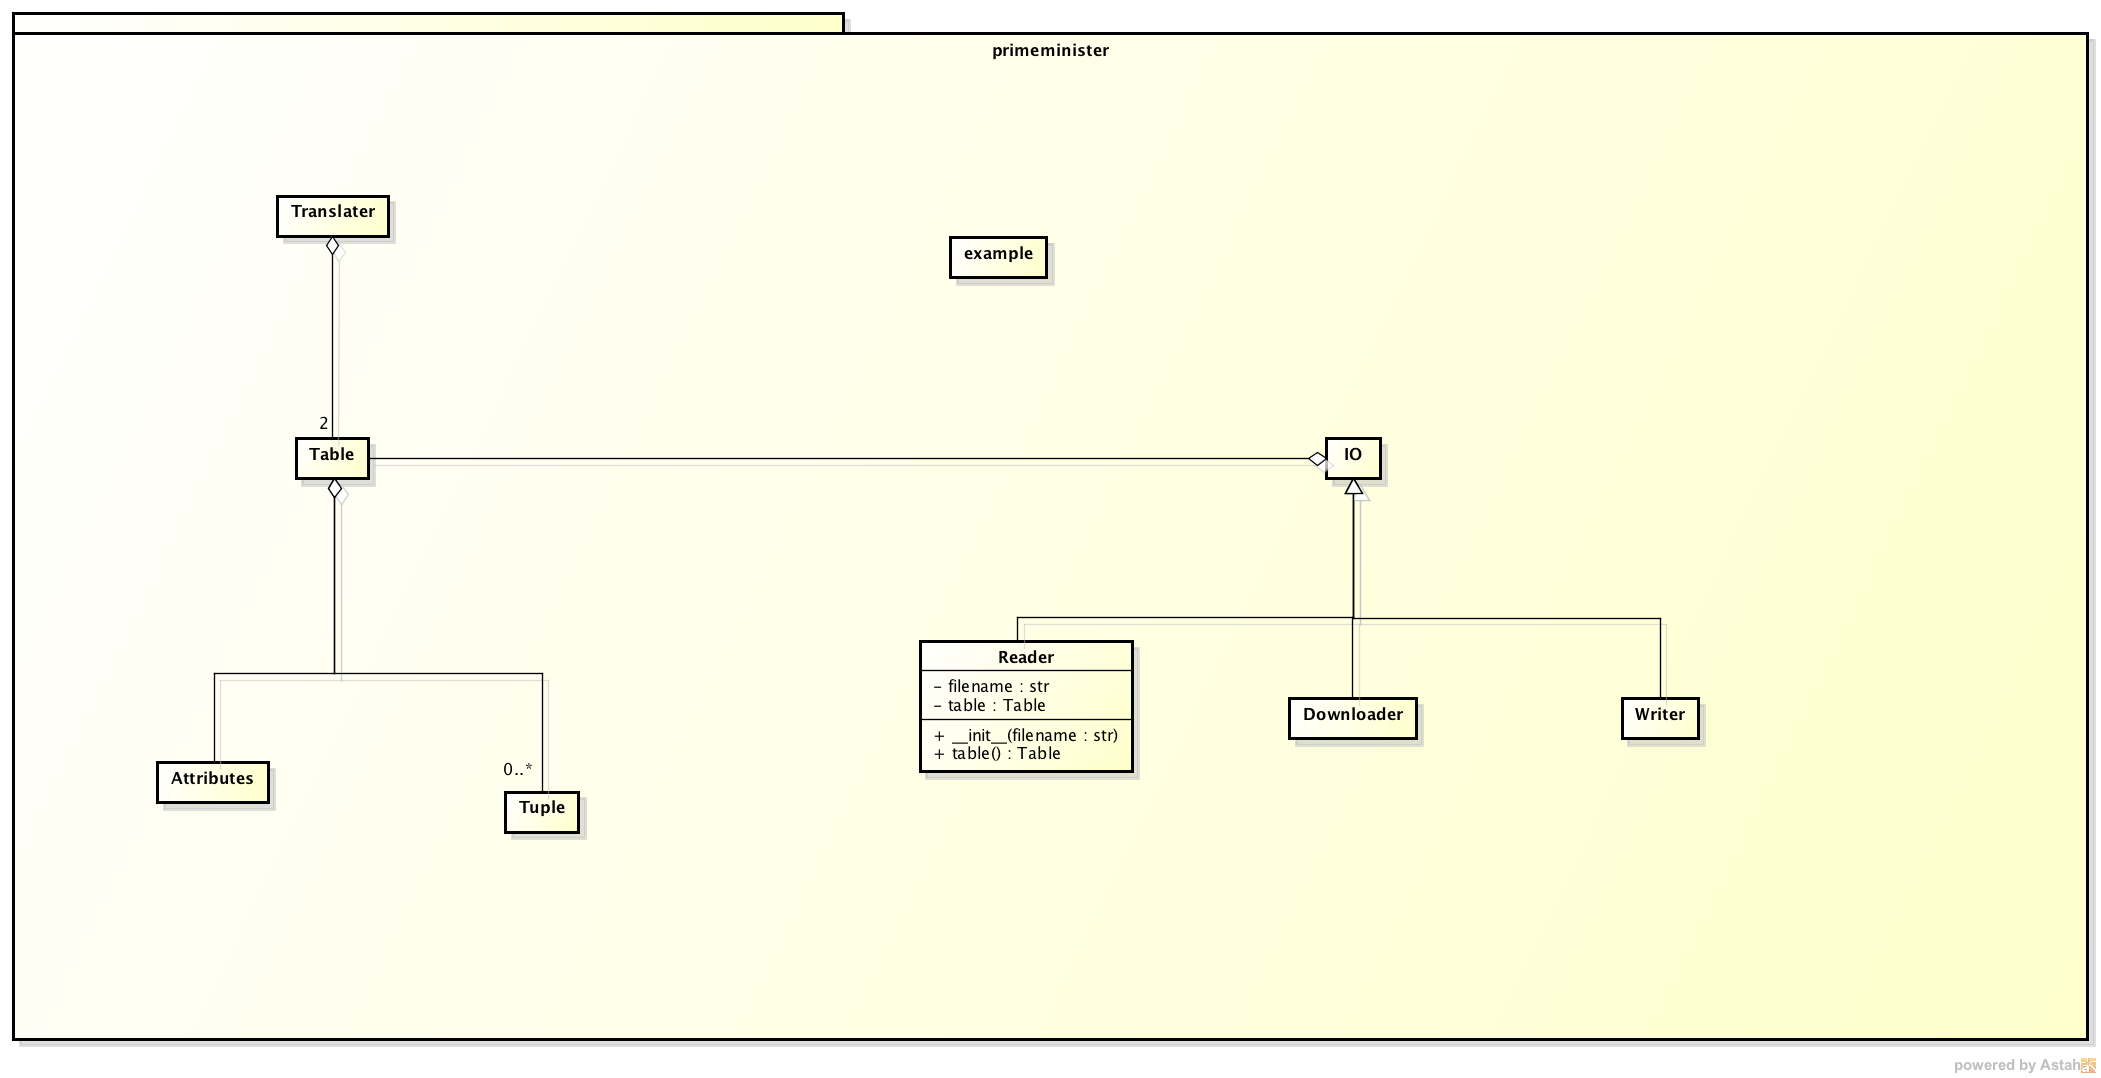 primeminister
Translater
example
2
Table
IO
Reader
– filename : str
– table : Table
+ __init__(filename : str)
+ table() : Table
Downloader
Writer
Attributes
0..*
Tuple
powered by Astah